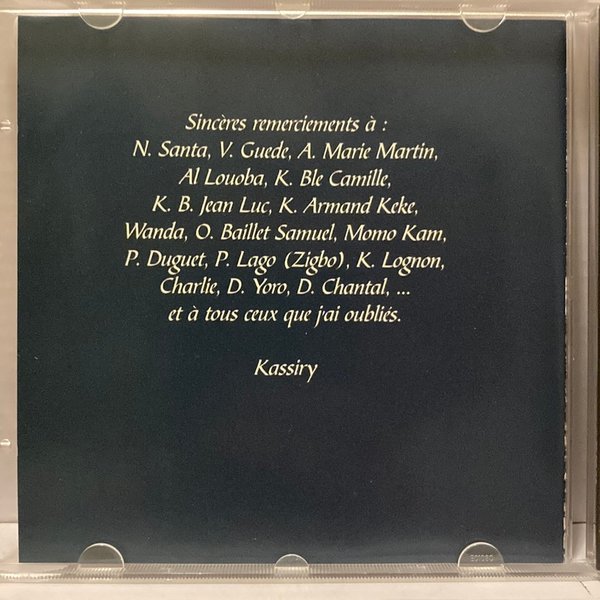 Sincères remerciements à :
N. Santa, V. Guede, A. Marie Martin,
Al Louoba, K. Ble Camille,
K. B. Jean Luc, K. Armand Keke,
Wanda, O. Baillet Samuel, Momo Kam,
P. Duguet, P. Lago (Zigbo), K. Lognon,
Charlie, D. Yoro, D. Chantal, ...
et à tous ceux que j'ai oubliés.
Kassiry